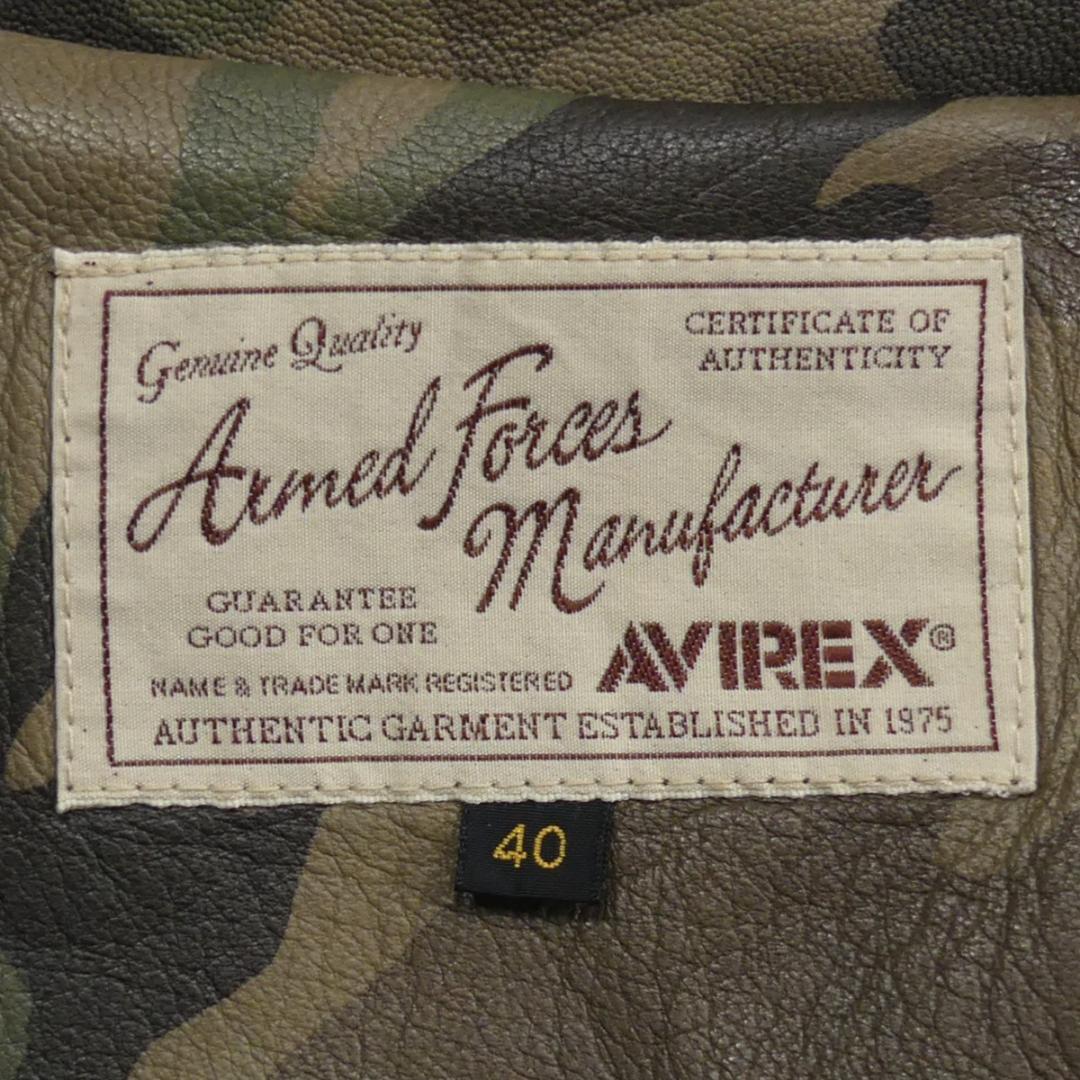 Genuine Quality
CERTIFICATE OF
AUTHENTICITY
Armed Forces
Manufacturer
GUARANTEE
GOOD FOR ONE
AVIREX®
NAME & TRADE MARK REGISTERED
AUTHENTIC GARMENT ESTABLISHED IN 1975
40